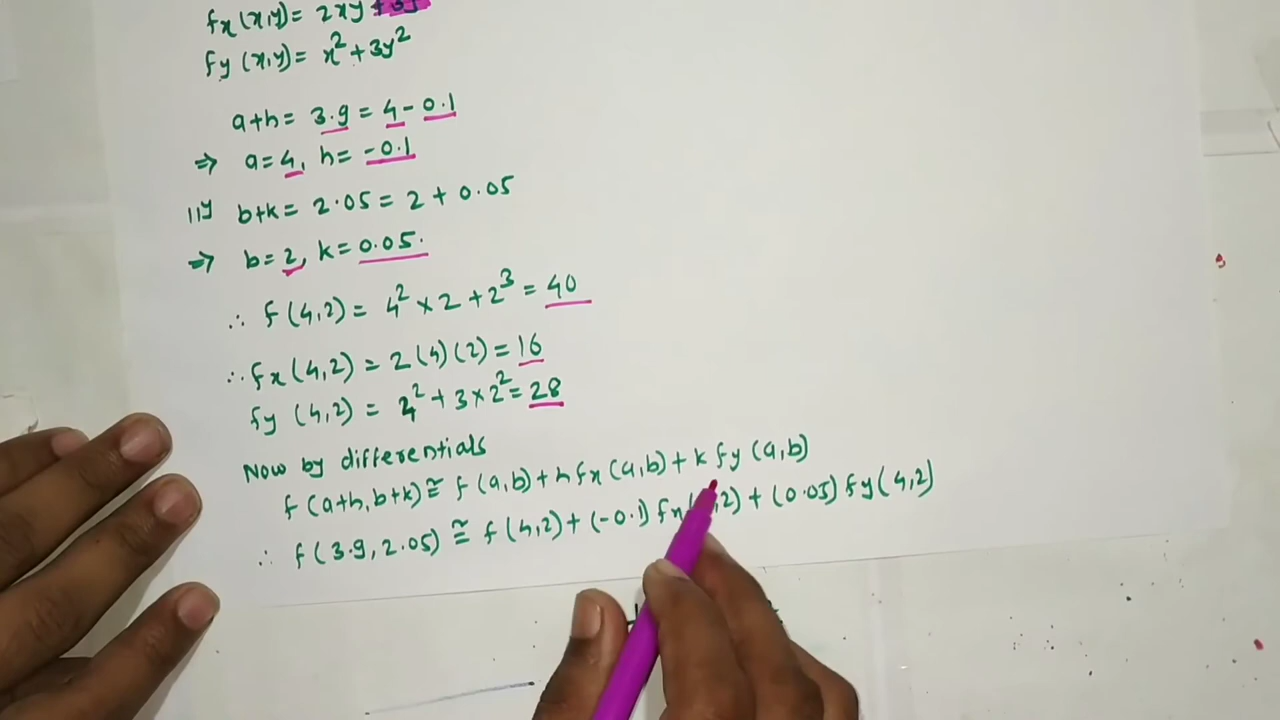 fx(x,y) = 2xy
fy (x,y) = x² + 3y²
a+h = 3.9 = 4 - 0.1
⇒ a = 4, h = -0.1
lly b+k = 2.05 = 2 + 0.05
⇒ b = 2, k = 0.05.
∴ f(4,2) = 4² × 2 + 2³ = 40
∴ fx(4,2) = 2(4)(2) = 16
fy (4,2) = 4² + 3×2² = 28
Now by differentials
f(a+h, b+k) ≅ f(a,b) + h fx(a,b) + k fy(a,b)
∴ f(3.9, 2.05) ≅ f(4,2) + (-0.1) fx( ,2) + (0.05) fy(4,2)